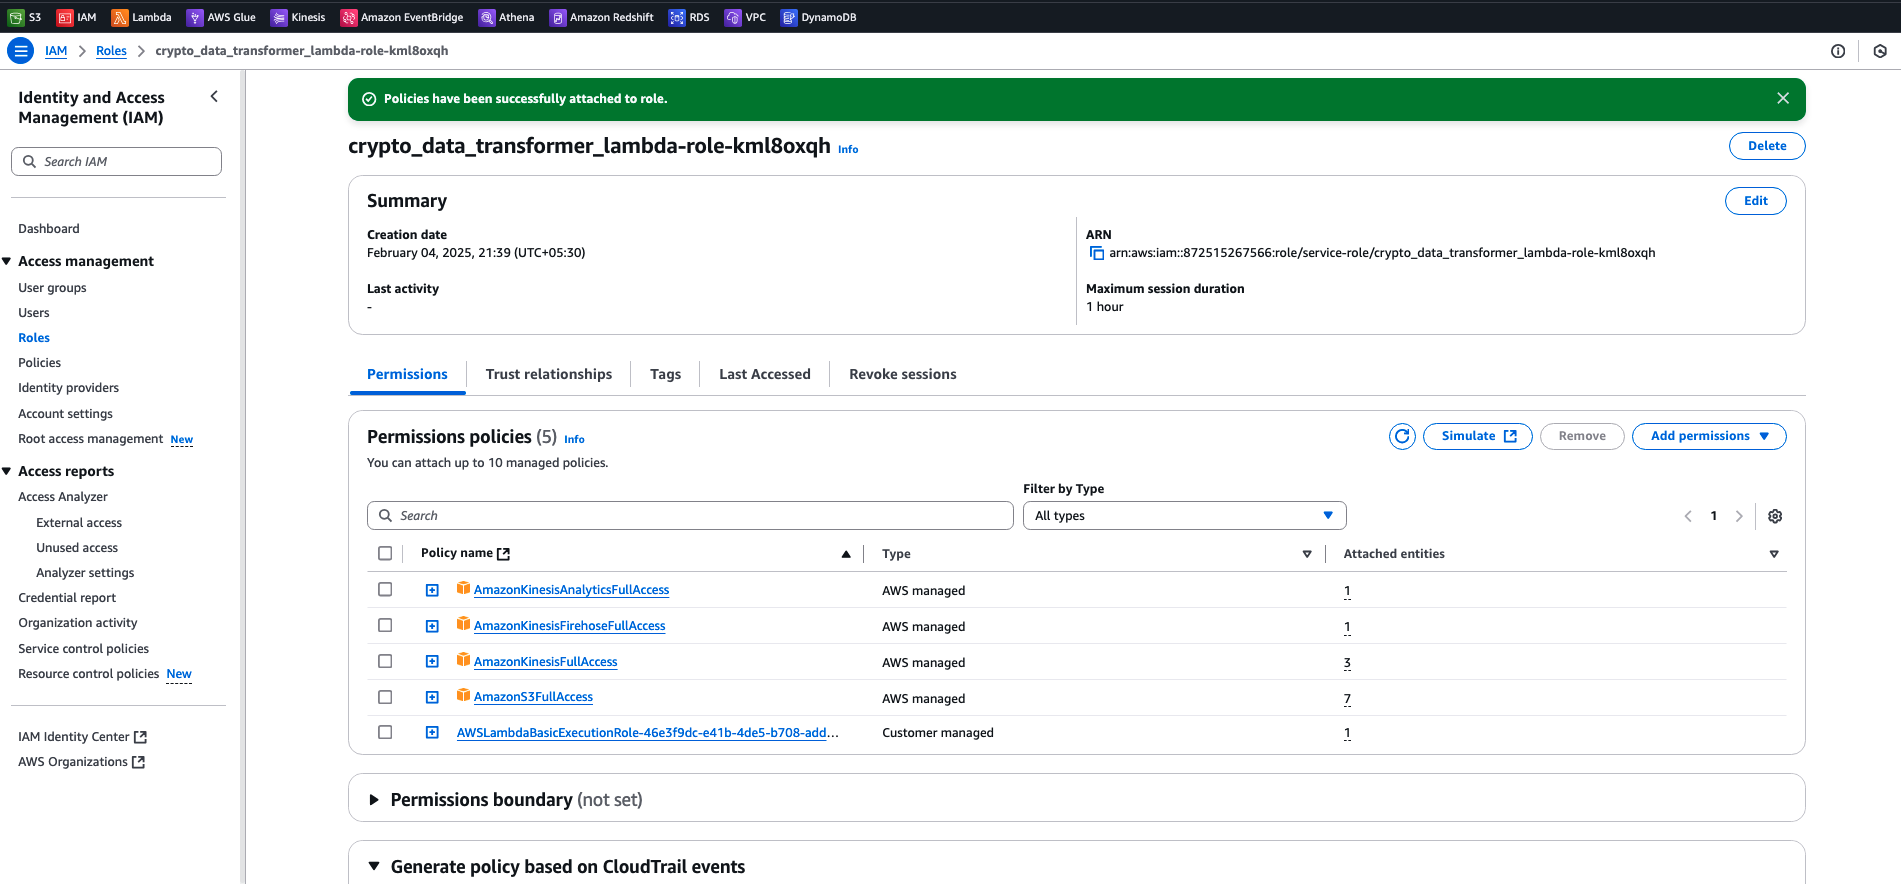 S3 IAM Lambda AWS Glue Kinesis Amazon EventBridge Athena Amazon Redshift RDS VPC DynamoDB
IAM Roles crypto_data_transformer_lambda-role-kml8oxqh
Identity and Access
Management (IAM)
Search IAM
Dashboard
Access management
User groups
Users
Roles
Policies
Identity providers
Account settings
Root access management New
Access reports
Access Analyzer
External access
Unused access
Analyzer settings
Credential report
Organization activity
Service control policies
Resource control policies New
IAM Identity Center
AWS Organizations
Policies have been successfully attached to role.
crypto_data_transformer_lambda-role-kml8oxqh Info
Delete
Summary
Edit
Creation date
February 04, 2025, 21:39 (UTC+05:30)
ARN
arn:aws:iam::872515267566:role/service-role/crypto_data_transformer_lambda-role-kml8oxqh
Last activity
-
Maximum session duration
1 hour
Permissions Trust relationships Tags Last Accessed Revoke sessions
Permissions policies (5) Info
Simulate Remove Add permissions
You can attach up to 10 managed policies.
Filter by Type
Search All types 1
Policy name Type Attached entities
AmazonKinesisAnalyticsFullAccess AWS managed 1
AmazonKinesisFirehoseFullAccess AWS managed 1
AmazonKinesisFullAccess AWS managed 3
AmazonS3FullAccess AWS managed 7
AWSLambdaBasicExecutionRole-46e3f9dc-e41b-4de5-b708-add... Customer managed 1
Permissions boundary (not set)
Generate policy based on CloudTrail events